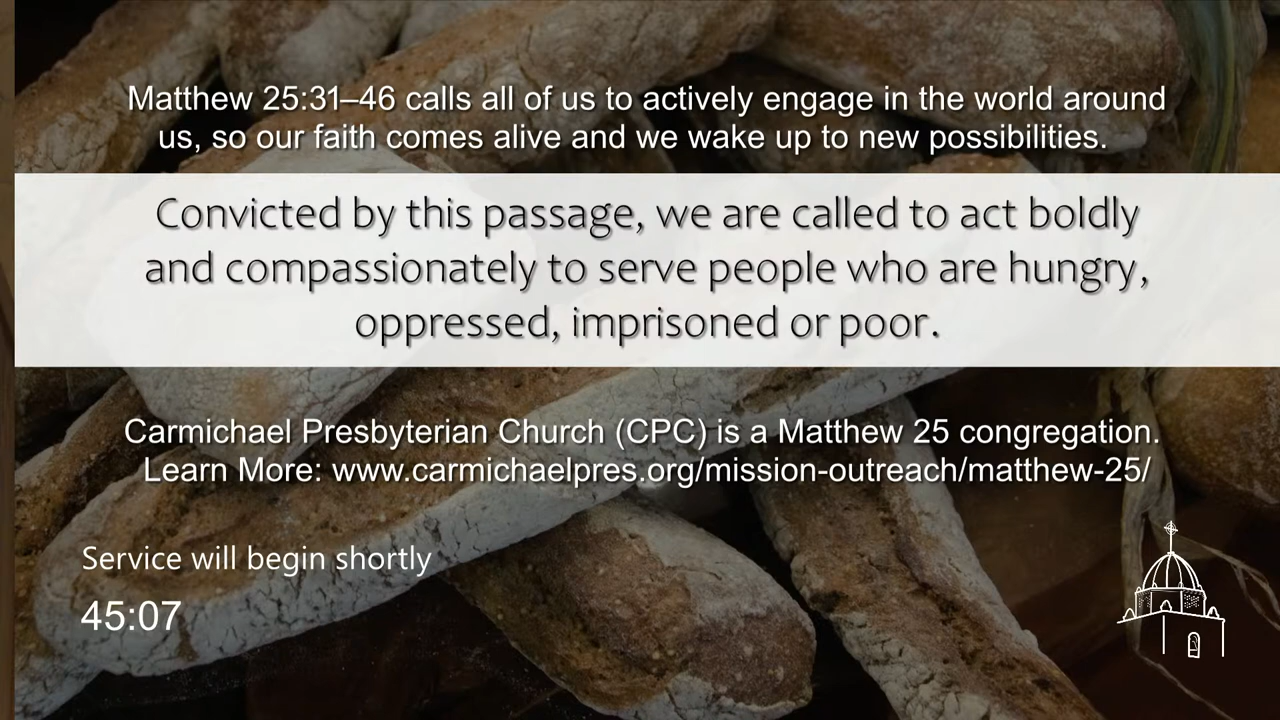 Matthew 25:31–46 calls all of us to actively engage in the world around
us, so our faith comes alive and we wake up to new possibilities.
Convicted by this passage, we are called to act boldly
and compassionately to serve people who are hungry,
oppressed, imprisoned or poor.
Carmichael Presbyterian Church (CPC) is a Matthew 25 congregation.
Learn More: www.carmichaelpres.org/mission-outreach/matthew-25/
Service will begin shortly
45:07